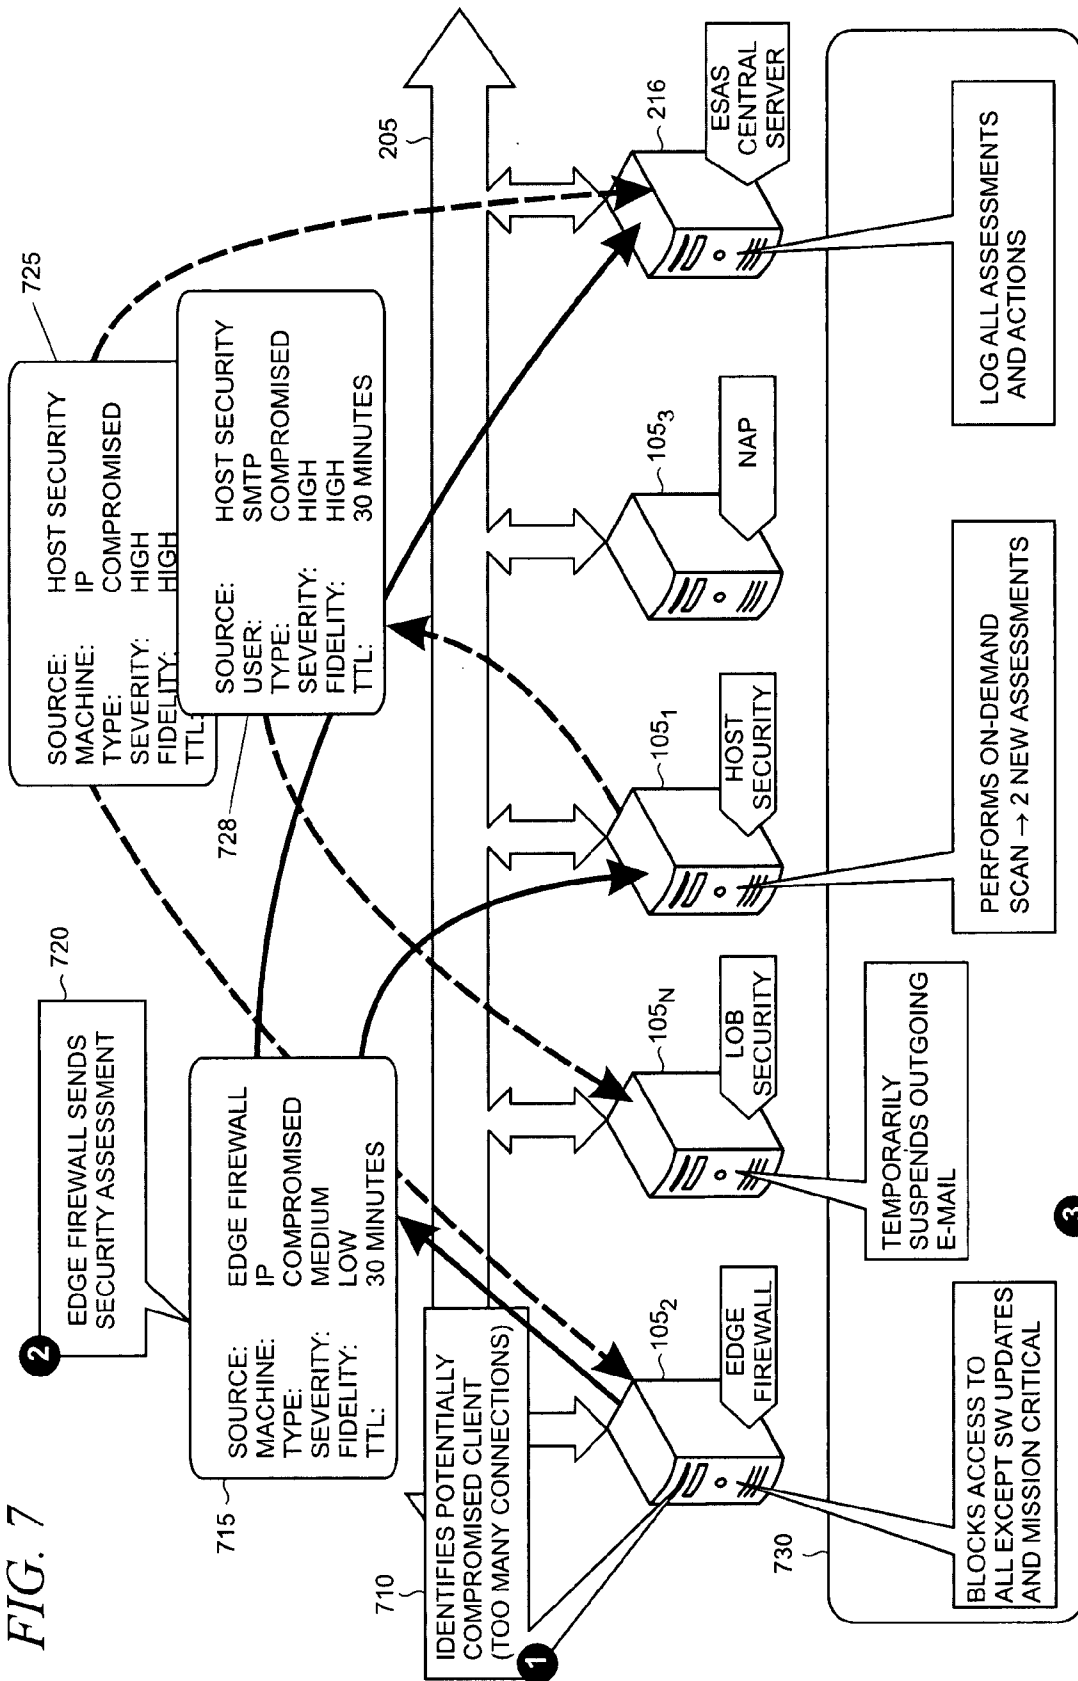 FIG. 7
2
720
EDGE FIREWALL SENDS
SECURITY ASSESSMENT
715
SOURCE: EDGE FIREWALL
MACHINE: IP
TYPE: COMPROMISED
SEVERITY: MEDIUM
FIDELITY: LOW
TTL: 30 MINUTES
725
SOURCE: HOST SECURITY
MACHINE: IP
TYPE: COMPROMISED
SEVERITY: HIGH
FIDELITY: HIGH
TTL:
728
SOURCE: HOST SECURITY
USER: SMTP
TYPE: COMPROMISED
SEVERITY: HIGH
FIDELITY: HIGH
TTL: 30 MINUTES
710
IDENTIFIES POTENTIALLY
COMPROMISED CLIENT
(TOO MANY CONNECTIONS)
1
205
105₂
EDGE
FIREWALL
105N
LOB
SECURITY
105₁
HOST
SECURITY
105₃
NAP
216
ESAS
CENTRAL
SERVER
730
BLOCKS ACCESS TO
ALL EXCEPT SW UPDATES
AND MISSION CRITICAL
TEMPORARILY
SUSPENDS OUTGOING
E-MAIL
PERFORMS ON-DEMAND
SCAN → 2 NEW ASSESSMENTS
LOG ALL ASSESSMENTS
AND ACTIONS
3